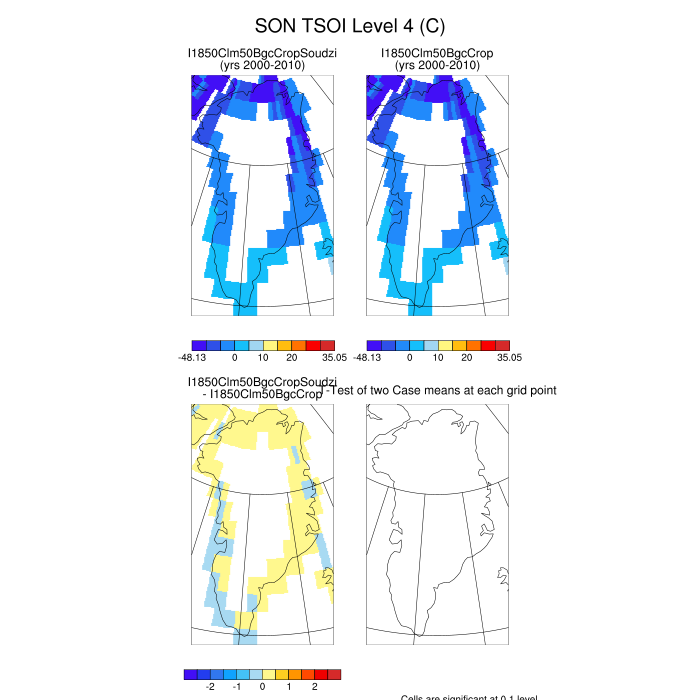 SON TSOI Level 4 (C)
I1850Clm50BgcCropSoudzi
(yrs 2000-2010)
I1850Clm50BgcCrop
(yrs 2000-2010)
-48.13 0 10 20 35.05
-48.13 0 10 20 35.05
I1850Clm50BgcCropSoudzi
- I1850Clm50BgcCrop
T-Test of two Case means at each grid point
-2 -1 0 1 2
Cells are significant at 0.1 level